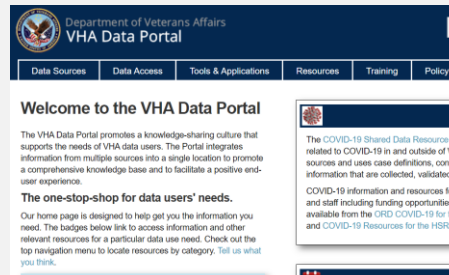 Department of Veterans Affairs
VHA Data Portal
Data Sources
Data Access
Tools & Applications
Resources
Training
Policy
Welcome to the VHA Data Portal
The VHA Data Portal promotes a knowledge-sharing culture that
supports the needs of VHA data users. The Portal integrates
information from multiple sources into a single location to promote
a comprehensive knowledge base and to facilitate a positive end-
user experience.
The one-stop-shop for data users' needs.
Our home page is designed to help get you the information you
need. The badges below link to access information and other
relevant resources for a particular data use need. Check out the
top navigation menu to locate resources by category. Tell us what
you think.
The COVID-19 Shared Data Resource
related to COVID-19 in and outside of
sources and uses case definitions, con
information that are collected, validated
COVID-19 information and resources f
and staff including funding opportunitie
available from the ORD COVID-19 for
and COVID-19 Resources for the HSR